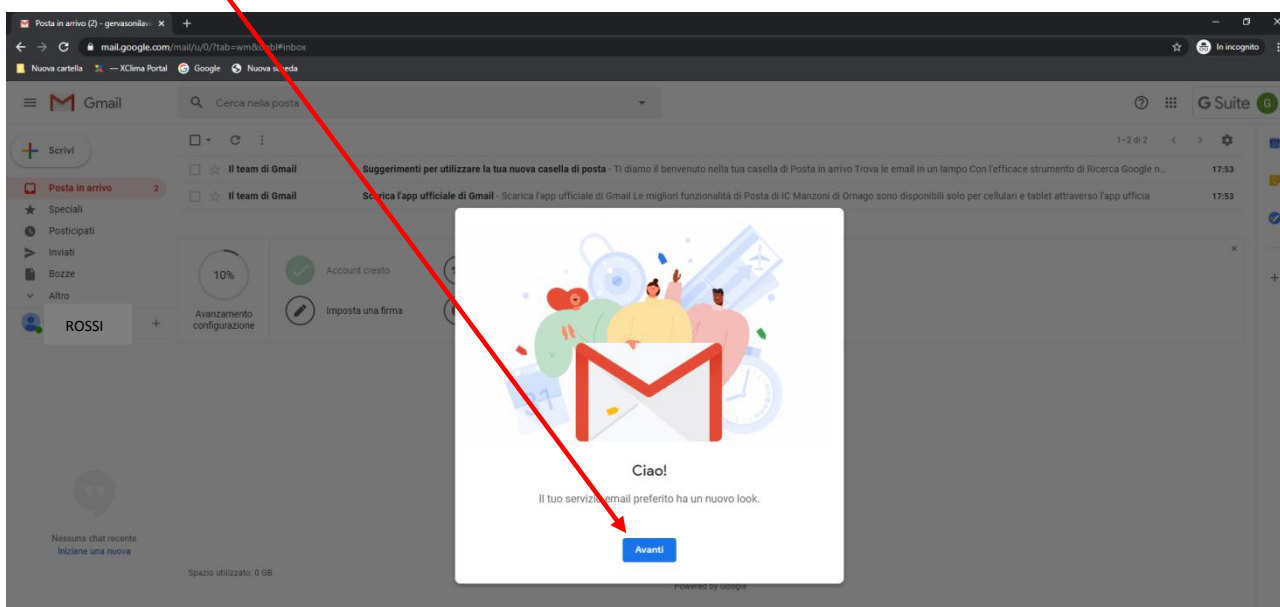 Posta in arrivo (2) - gervasonilavi
mail.google.com/mail/u/0/?tab=wm&ogbl#inbox
In incognito
Nuova cartella — XClima Portal Google Nuova scheda
Gmail
Cerca nella posta
G Suite G
Scrivi
1–2 di 2
Posta in arrivo 2
Il team di Gmail Suggerimenti per utilizzare la tua nuova casella di posta - Ti diamo il benvenuto nella tua casella di Posta in arrivo Trova le email in un lampo Con l'efficace strumento di Ricerca Google n... 17:53
Il team di Gmail Scarica l'app ufficiale di Gmail - Scarica l'app ufficiale di Gmail Le migliori funzionalità di Posta di IC Manzoni di Ornago sono disponibili solo per cellulari e tablet attraverso l'app ufficia 17:53
Speciali
Posticipati
Inviati
Bozze
Altro
ROSSI
10%
Avanzamento
configurazione
Account creato
Imposta una firma
31
Ciao!
Il tuo servizio email preferito ha un nuovo look.
Avanti
Nessuna chat recente
Iniziane una nuova
Spazio utilizzato: 0 GB
Powered by Google